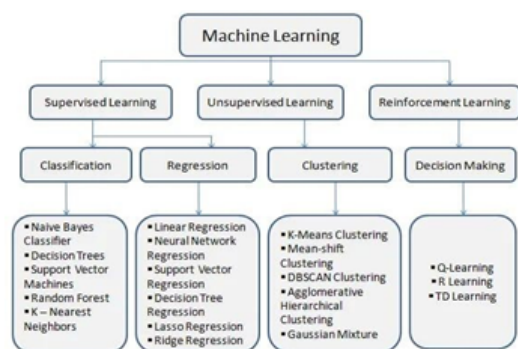 Machine Learning
Supervised Learning
Unsupervised Learning
Reinforcement Learning
Classification
Regression
Clustering
Decision Making
▪ Naive Bayes
Classifier
▪ Decision Trees
▪ Support Vector
Machines
▪ Random Forest
▪ K – Nearest
Neighbors
▪ Linear Regression
▪ Neural Network
Regression
▪ Support Vector
Regression
▪ Decision Tree
Regression
▪ Lasso Regression
▪ Ridge Regression
▪ K-Means Clustering
▪ Mean-shift
Clustering
▪ DBSCAN Clustering
▪ Agglomerative
Hierarchical
Clustering
▪ Gaussian Mixture
▪ Q-Learning
▪ R Learning
▪ TD Learning